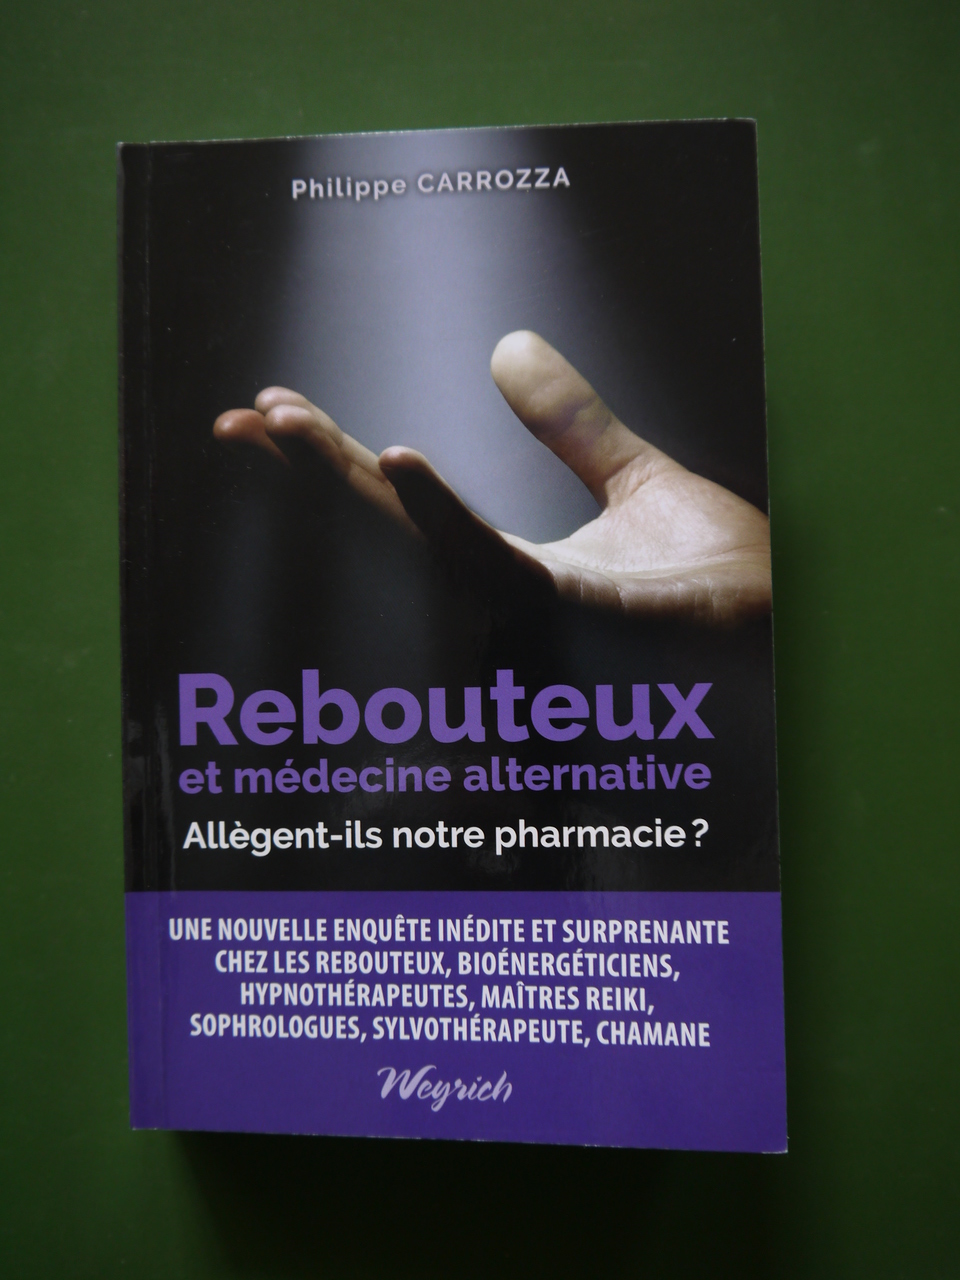 Philippe CARROZZA
Rebouteux
et médecine alternative
Allègent-ils notre pharmacie ?
UNE NOUVELLE ENQUÊTE INÉDITE ET SURPRENANTE
CHEZ LES REBOUTEUX, BIOÉNERGÉTICIENS,
HYPNOTHÉRAPEUTES, MAÎTRES REIKI,
SOPHROLOGUES, SYLVOTHÉRAPEUTE, CHAMANE
Weyrich